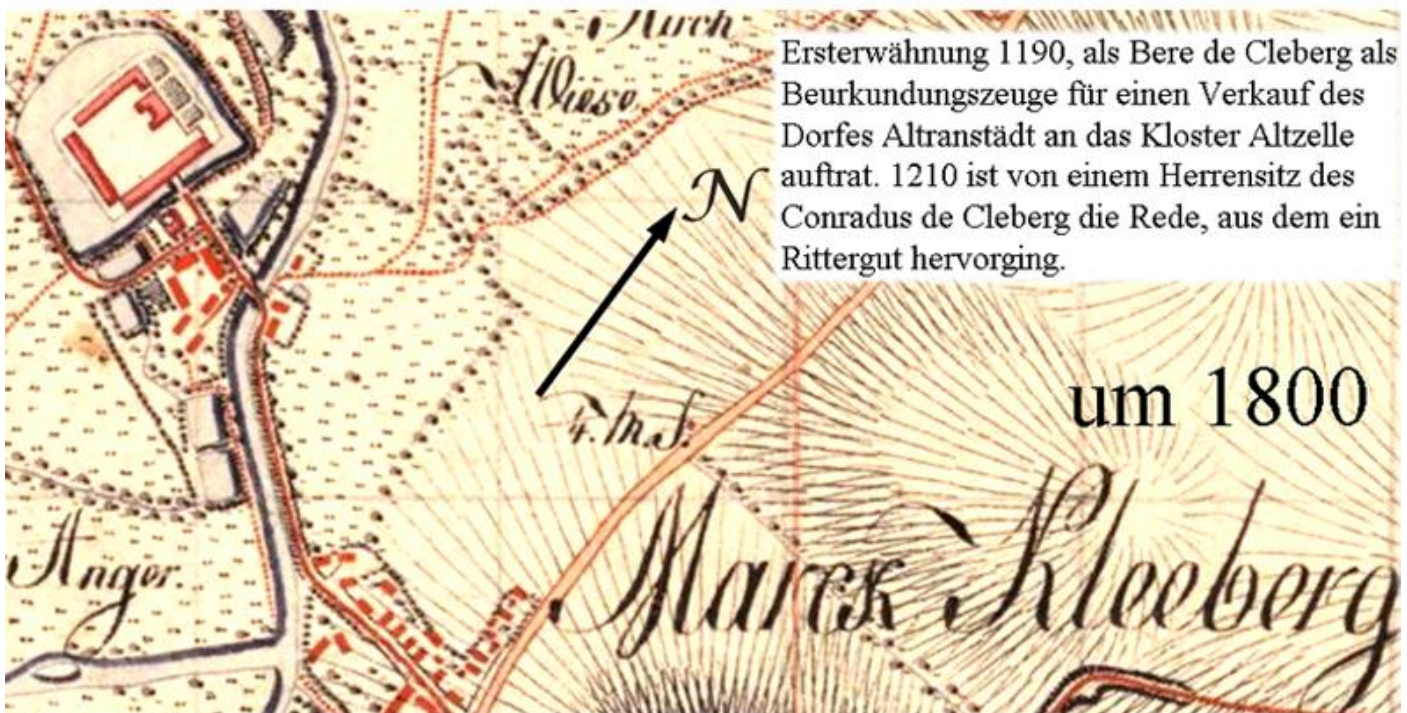 Kirch
Wiese
Ersterwähnung 1190, als Bere de Cleberg als
Beurkundungszeuge für einen Verkauf des
Dorfes Altranstädt an das Kloster Altzelle
auftrat. 1210 ist von einem Herrensitz des
Conradus de Cleberg die Rede, aus dem ein
Rittergut hervorging.
N
um 1800
Anger.
Marck Kleeberg